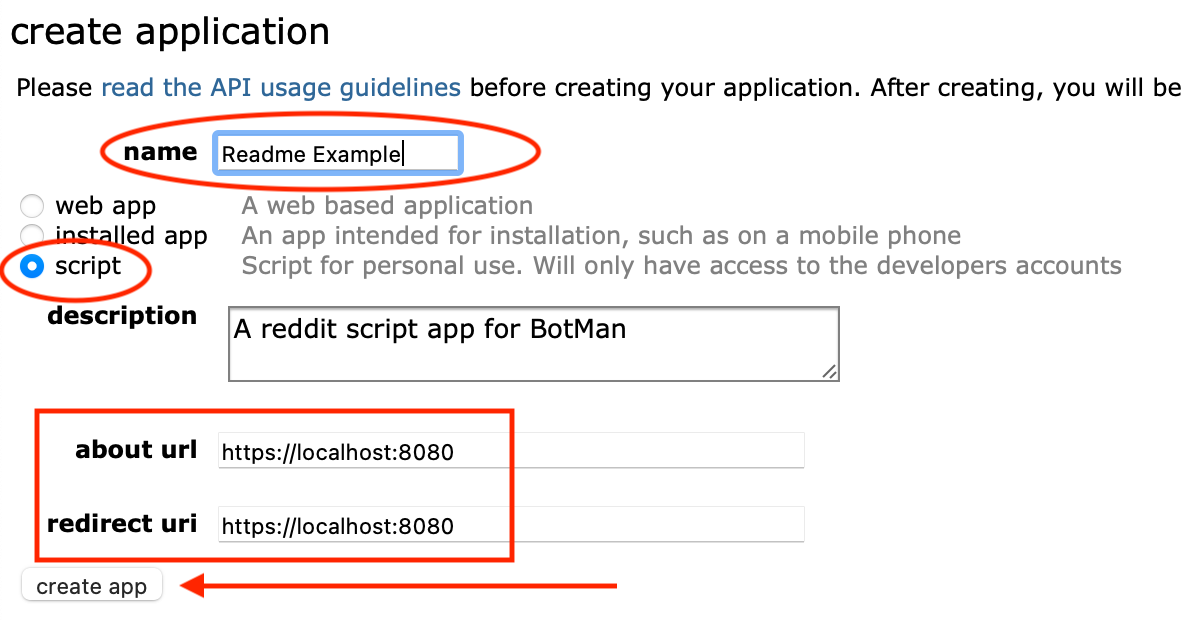 create application
Please read the API usage guidelines before creating your application. After creating, you will be
name Readme Example
web app A web based application
installed app An app intended for installation, such as on a mobile phone
script Script for personal use. Will only have access to the developers accounts
description A reddit script app for BotMan
about url https://localhost:8080
redirect uri https://localhost:8080
create app